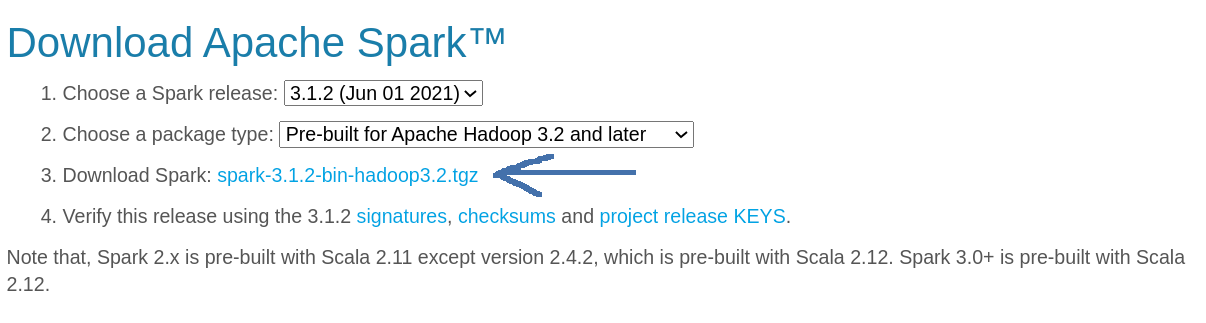 Download Apache Spark™
1. Choose a Spark release: 3.1.2 (Jun 01 2021)
2. Choose a package type: Pre-built for Apache Hadoop 3.2 and later
3. Download Spark: spark-3.1.2-bin-hadoop3.2.tgz
4. Verify this release using the 3.1.2 signatures, checksums and project release KEYS.
Note that, Spark 2.x is pre-built with Scala 2.11 except version 2.4.2, which is pre-built with Scala 2.12. Spark 3.0+ is pre-built with Scala
2.12.